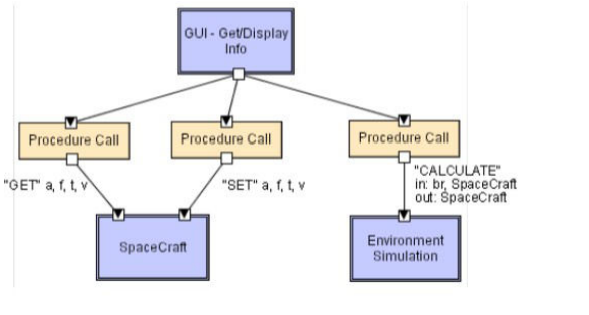 GUI - Get/Display
Info
Procedure Call
Procedure Call
Procedure Call
"GET" a, f, t, v
"SET" a, f, t, v
"CALCULATE"
in: br, SpaceCraft
out: SpaceCraft
SpaceCraft
Environment
Simulation